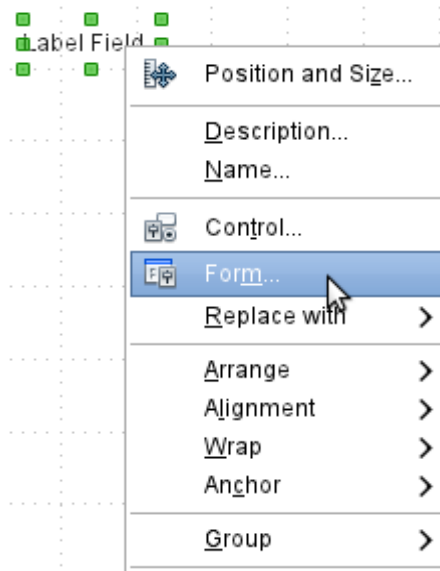 Label Field
Position and Size...
Description...
Name...
Control...
Form...
Replace with
Arrange
Alignment
Wrap
Anchor
Group